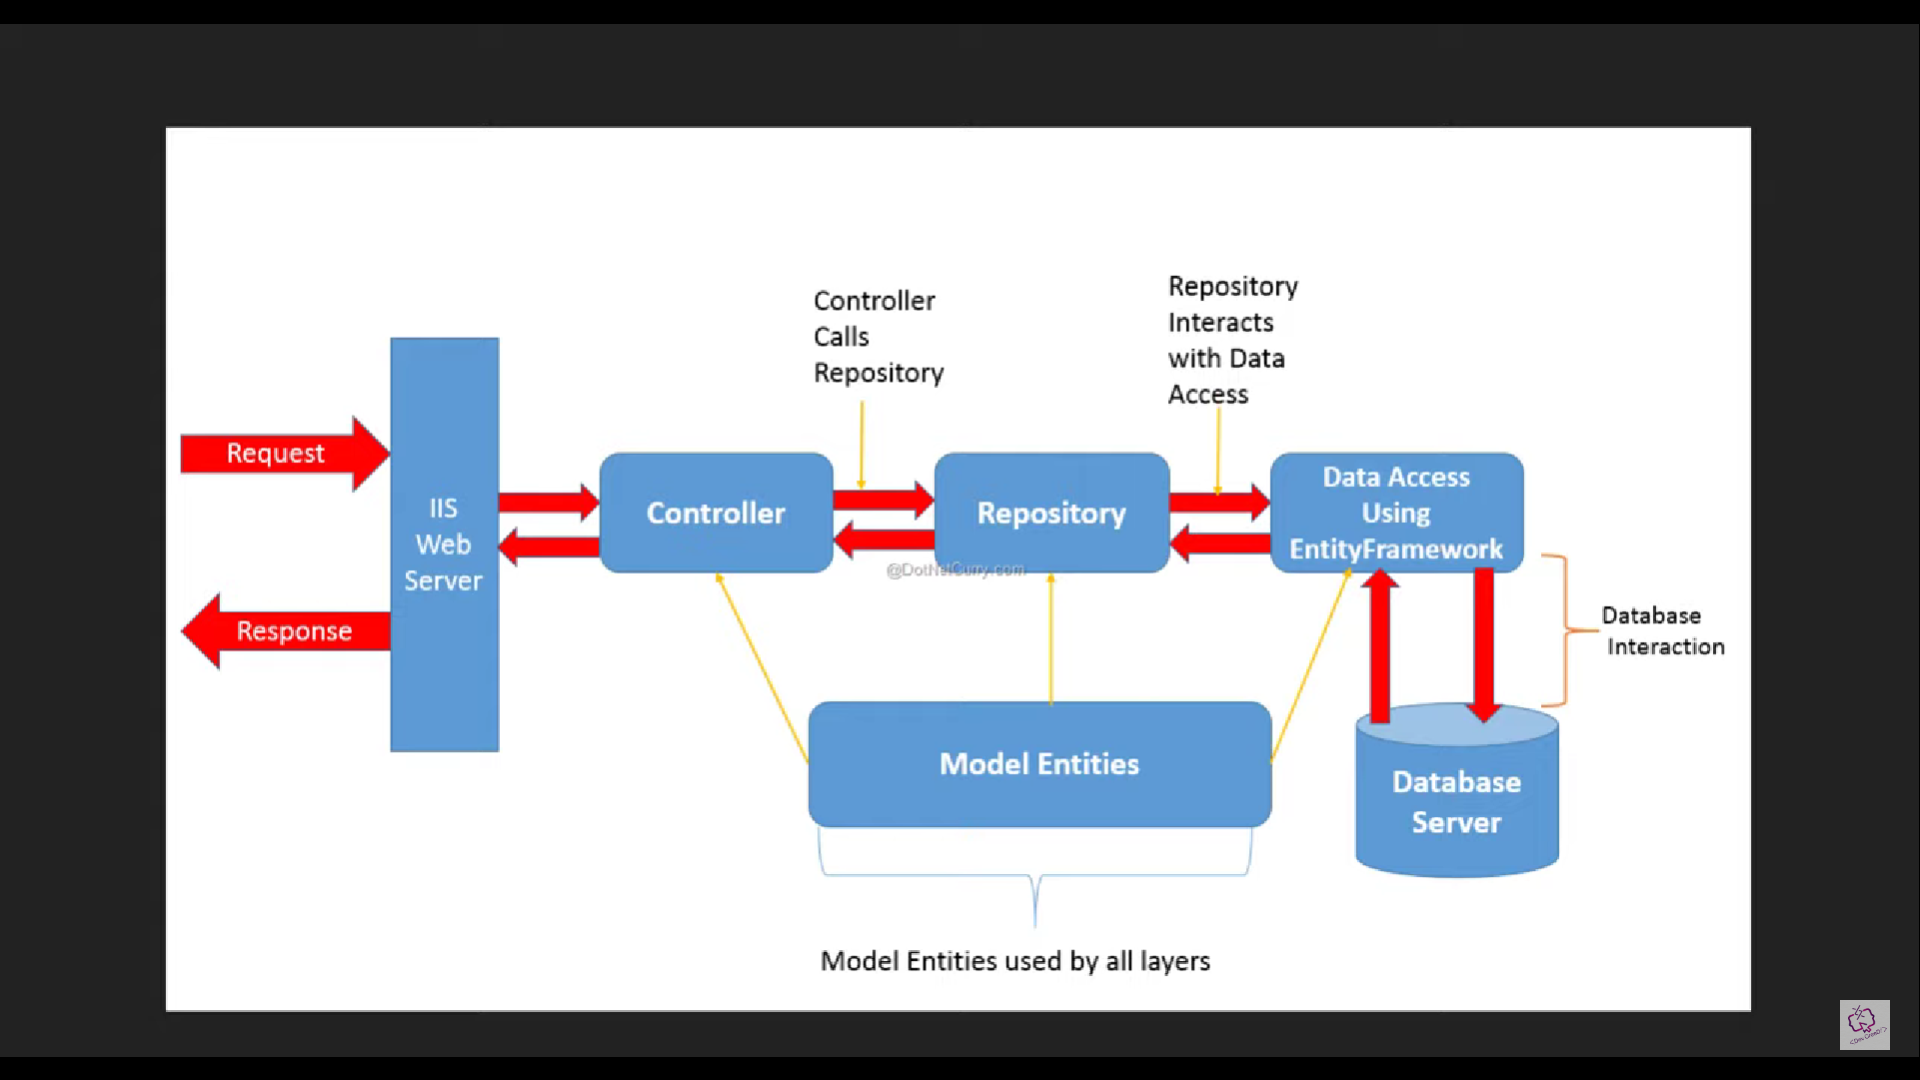 Controller
Calls
Repository
Repository
Interacts
with Data
Access
Request
Response
IIS
Web
Server
Controller
Repository
Data Access
Using
EntityFramework
@DotNetCurry.com
Database
Interaction
Model Entities
Database
Server
Model Entities used by all layers